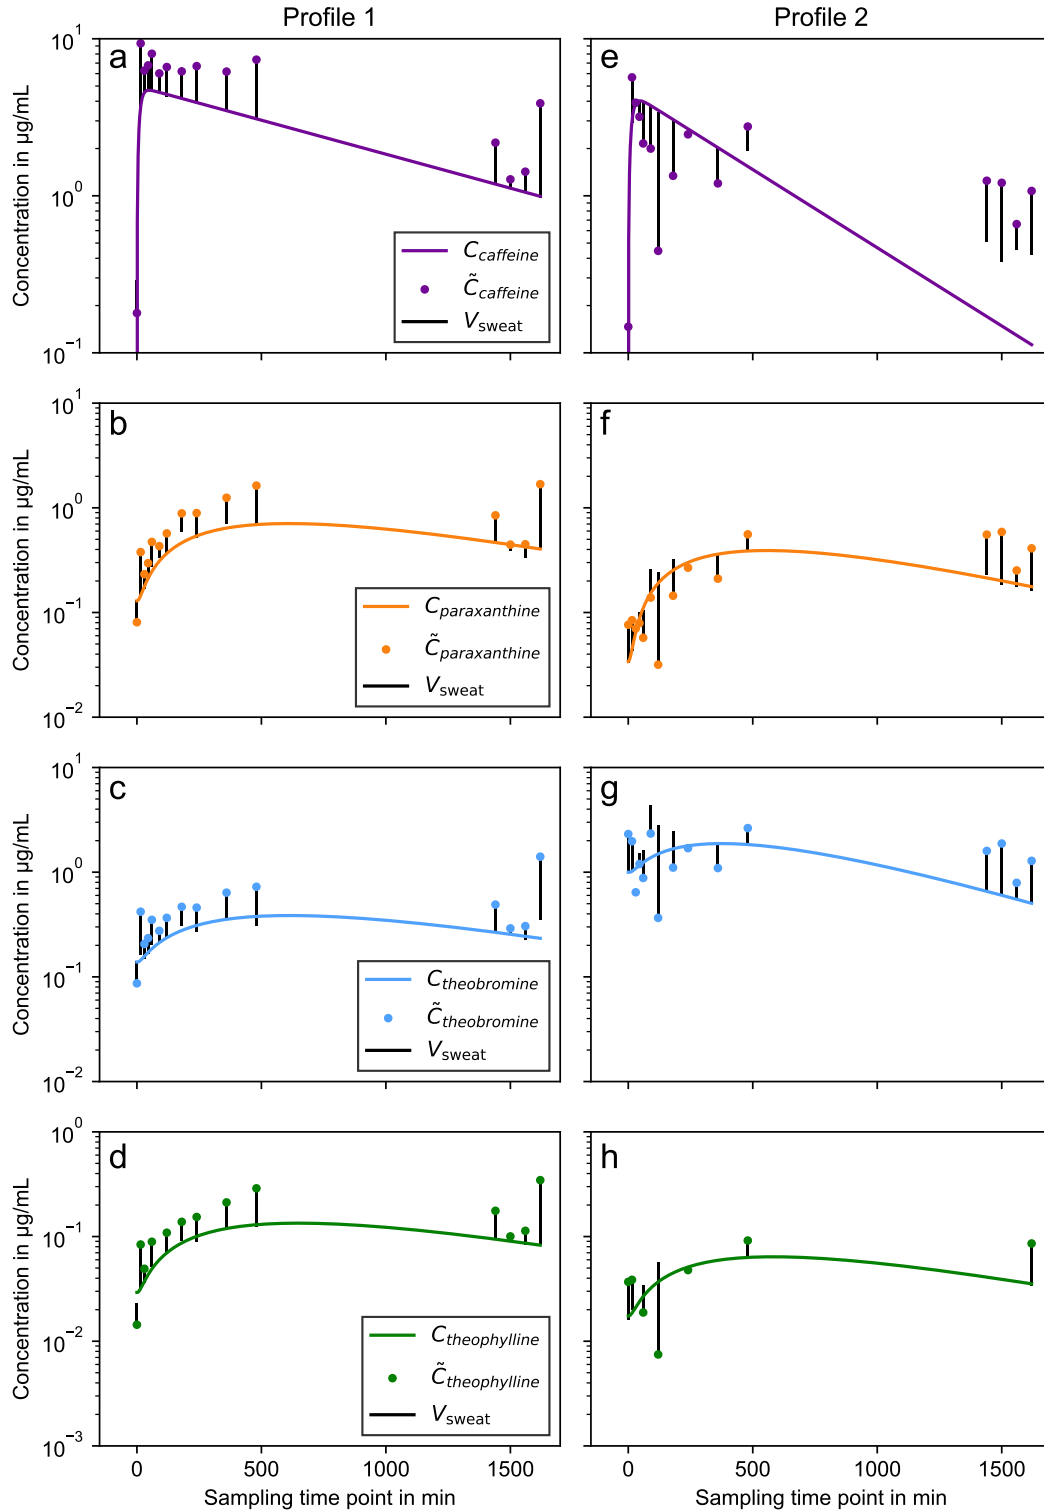 Profile 1
Profile 2
a
e
Concentration in µg/mL
10^1
10^0
10^-1
C_caffeine
C̃_caffeine
V_sweat
b
f
Concentration in µg/mL
10^1
10^0
10^-1
10^-2
C_paraxanthine
C̃_paraxanthine
V_sweat
c
g
Concentration in µg/mL
10^1
10^0
10^-1
10^-2
C_theobromine
C̃_theobromine
V_sweat
d
h
Concentration in µg/mL
10^0
10^-1
10^-2
10^-3
C_theophylline
C̃_theophylline
V_sweat
0 500 1000 1500
0 500 1000 1500
Sampling time point in min
Sampling time point in min